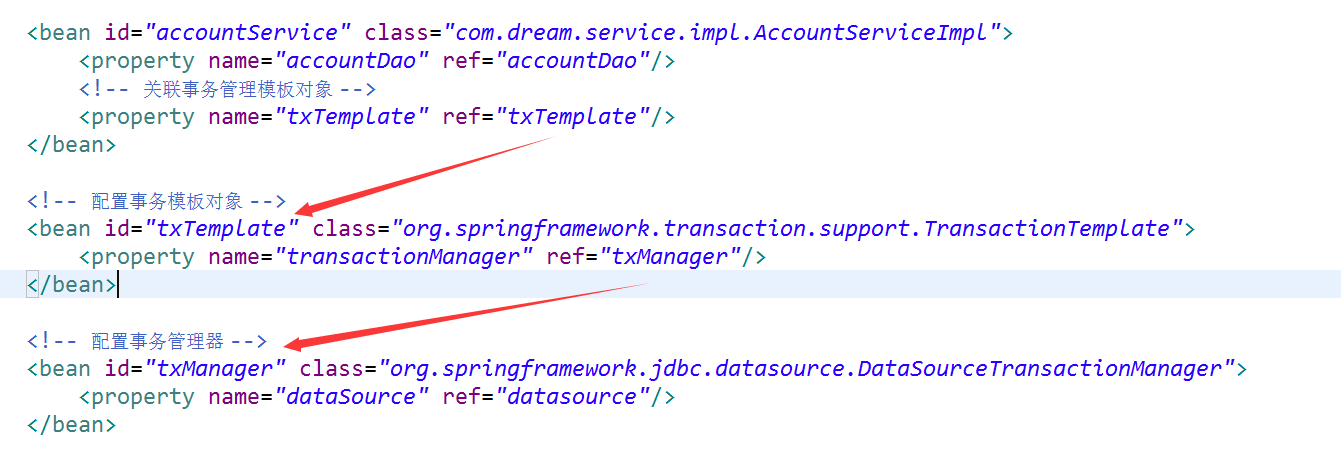 <bean id="accountService" class="com.dream.service.impl.AccountServiceImpl">
<property name="accountDao" ref="accountDao"/>
<!-- 关联事务管理模板对象 -->
<property name="txTemplate" ref="txTemplate"/>
</bean>
<!-- 配置事务模板对象 -->
<bean id="txTemplate" class="org.springframework.transaction.support.TransactionTemplate">
<property name="transactionManager" ref="txManager"/>
</bean>
<!-- 配置事务管理器 -->
<bean id="txManager" class="org.springframework.jdbc.datasource.DataSourceTransactionManager">
<property name="dataSource" ref="datasource"/>
</bean>